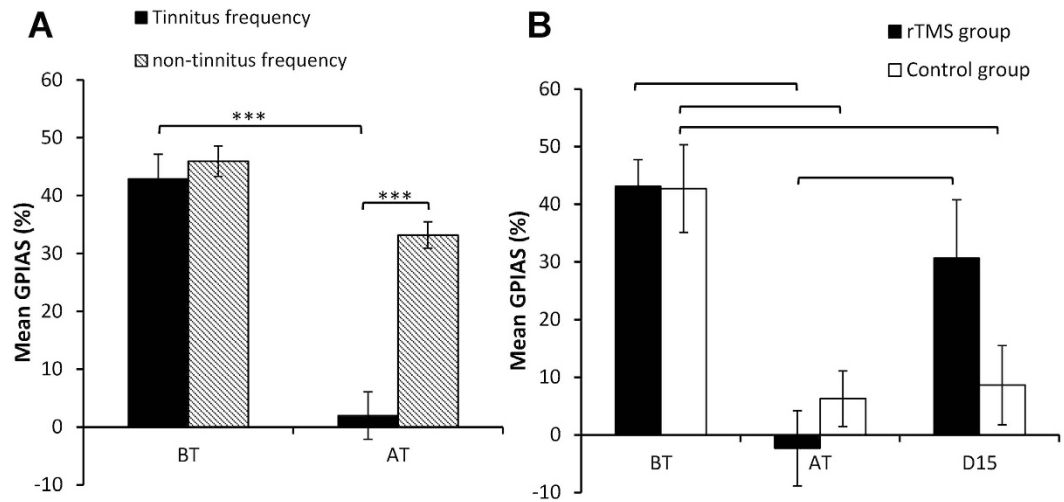 A
Tinnitus frequency
non-tinnitus frequency
60
50
40
30
20
10
0
-10
Mean GPIAS (%)
***
***
BT
AT
B
rTMS group
Control group
60
50
40
30
20
10
0
-10
Mean GPIAS (%)
BT
AT
D15